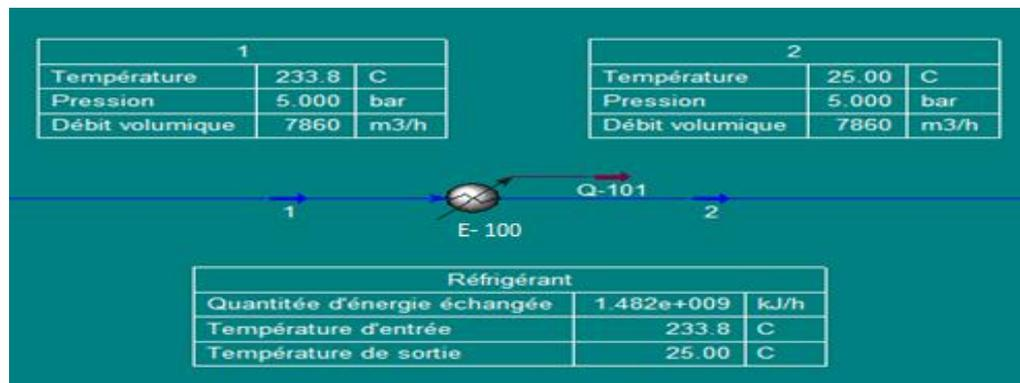 1
Température 233.8 C
Pression 5.000 bar
Débit volumique 7860 m3/h
2
Température 25.00 C
Pression 5.000 bar
Débit volumique 7860 m3/h
1
Q-101
2
E- 100
Réfrigérant
Quantitée d'énergie échangée 1.482e+009 kJ/h
Température d'entrée 233.8 C
Température de sortie 25.00 C